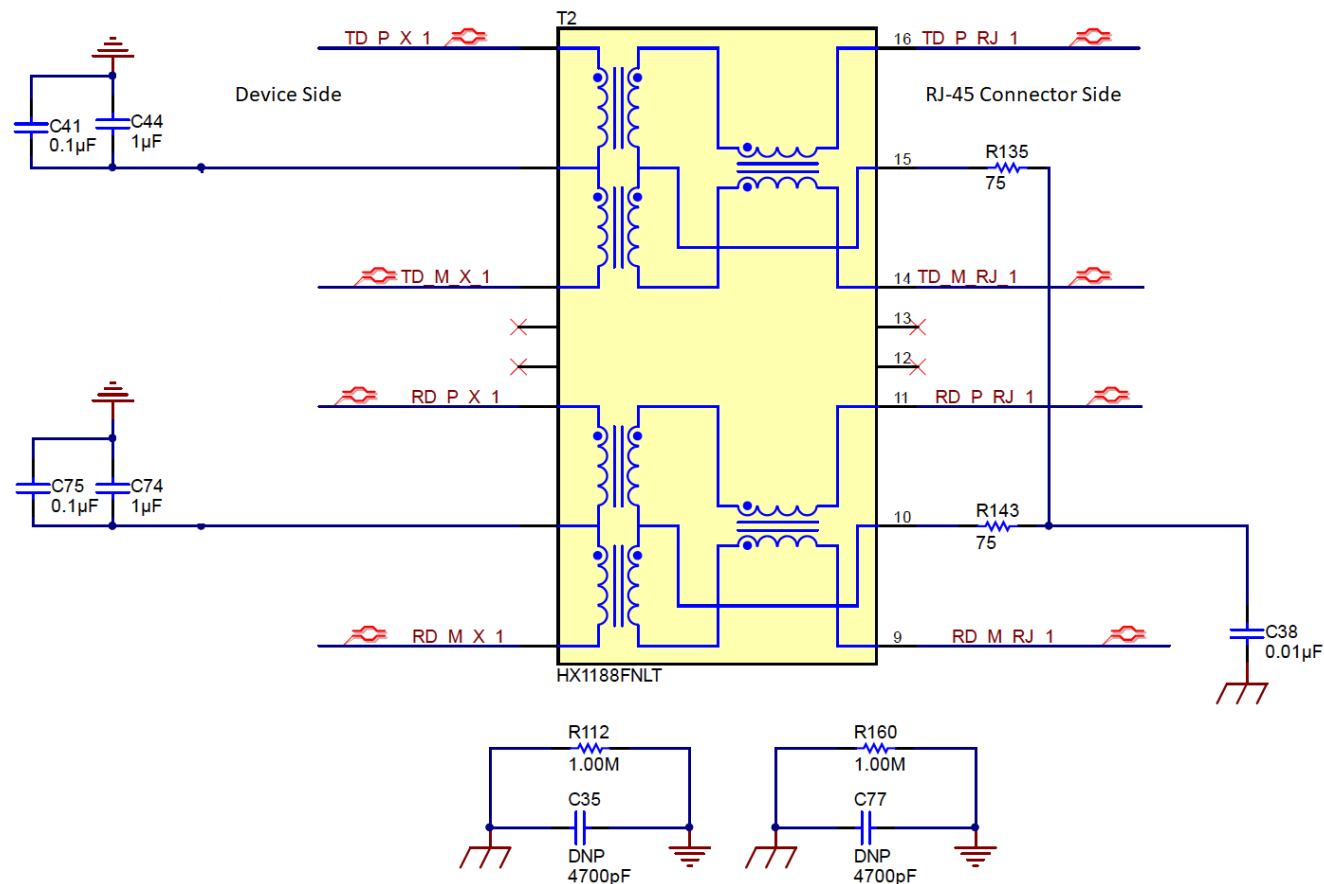 T2
TD_P_X_1
16 TD_P_RJ_1
Device Side
RJ-45 Connector Side
C41
0.1µF
C44
1µF
15
R135
75
TD_M_X_1
14 TD_M_RJ_1
13
12
RD_P_X_1
11 RD_P_RJ_1
C75
0.1µF
C74
1µF
10
R143
75
RD_M_X_1
9 RD_M_RJ_1
C38
0.01µF
HX1188FNLT
R112
1.00M
C35
DNP
4700pF
R160
1.00M
C77
DNP
4700pF